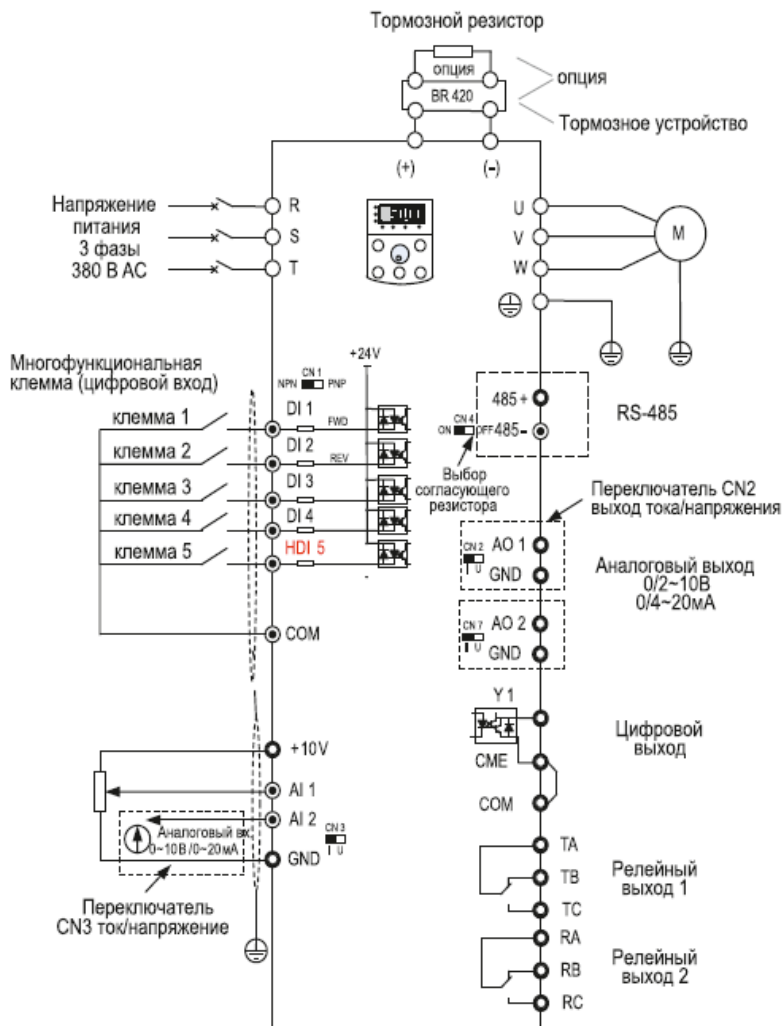 Тормозной резистор
опция
BR 420
опция
Тормозное устройство
(+)
(-)
Напряжение
питания
3 фазы
380 В AC
R
S
T
50.00
U
V
W
M
Многофункциональная
клемма (цифровой вход)
CN 1
NPN
PNP
+24V
клемма 1
DI 1
FWD
клемма 2
DI 2
REV
клемма 3
DI 3
клемма 4
DI 4
клемма 5
HDI 5
COM
485+
CN 4
ON
OFF
485-
RS-485
Выбор
согласующего
резистора
Переключатель CN2
выход тока/напряжения
CN 2
I U
AO 1
GND
Аналоговый выход
0/2~10В
0/4~20мА
CN 7
I U
AO 2
GND
Y 1
CME
COM
Цифровой
выход
+10V
AI 1
AI 2
Аналоговый вх.
0~10В/0~20мА
CN 3
I U
GND
Переключатель
CN3 ток/напряжение
TA
TB
TC
Релейный
выход 1
RA
RB
RC
Релейный
выход 2